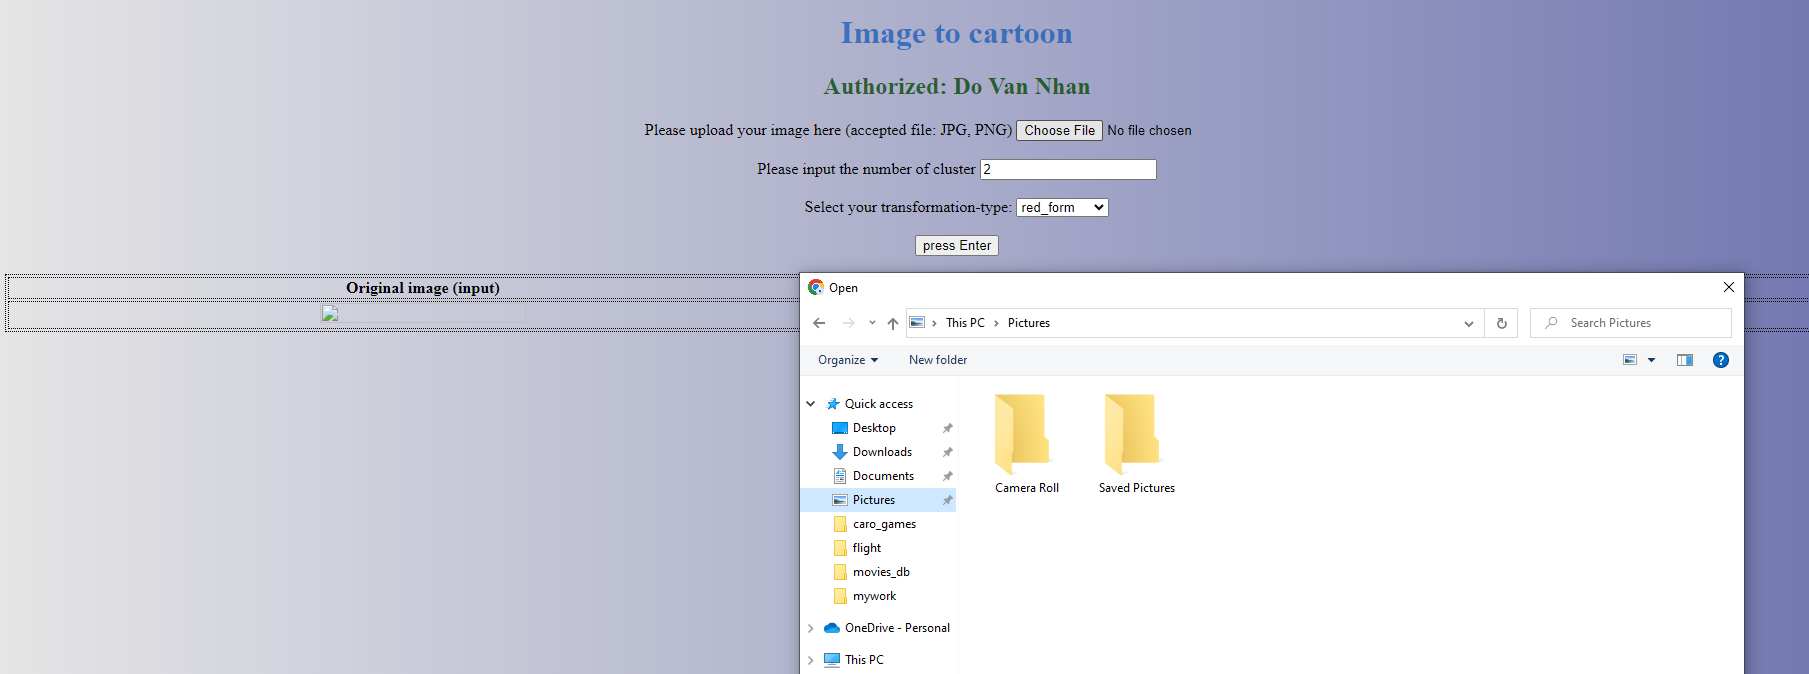 Image to cartoon
Authorized: Do Van Nhan
Please upload your image here (accepted file: JPG, PNG) Choose File No file chosen
Please input the number of cluster 2
Select your transformation-type: red_form
press Enter
Original image (input)
Open
This PC > Pictures
Search Pictures
Organize
New folder
Quick access
Desktop
Downloads
Documents
Pictures
caro_games
flight
movies_db
mywork
OneDrive - Personal
This PC
Camera Roll
Saved Pictures